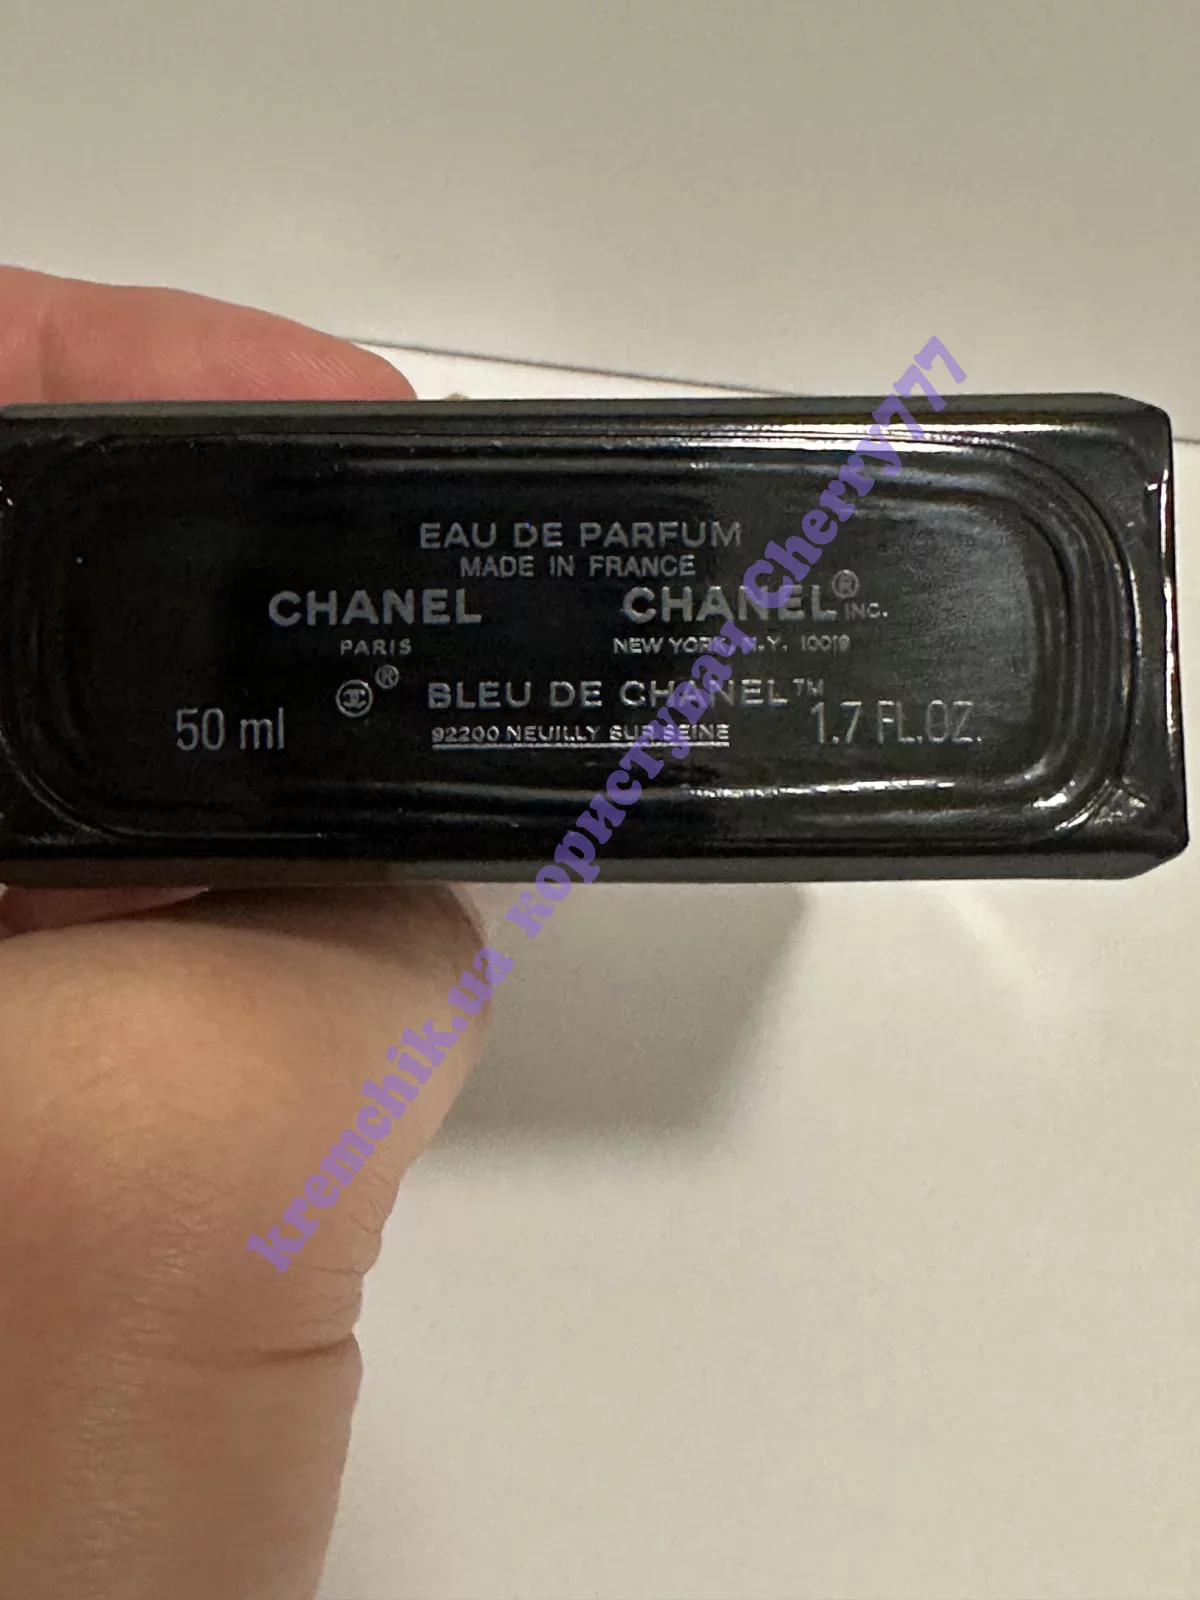 EAU DE PARFUM
MADE IN FRANCE
CHANEL CHANEL® INC.
PARIS NEW YORK, N.Y. 10019
® BLEU DE CHANEL™
50 ml 92200 NEUILLY SUR SEINE 1.7 FL.OZ.
kremchik.ua користувач Cherry777